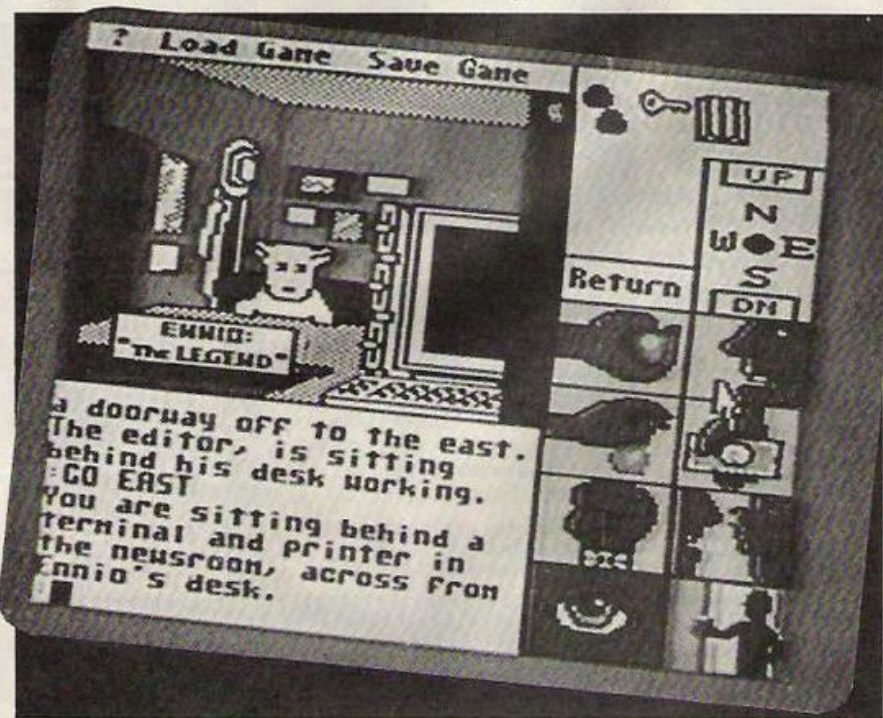 ? Load Game Save Game
ENNIO:
"The LEGEND"
UP
N
W E
S
DN
Return
a doorway off to the east.
The editor, is sitting
behind his desk working.
:GO EAST
You are sitting behind a
terminal and printer in
the newsroom, across from
Ennio's desk.
: